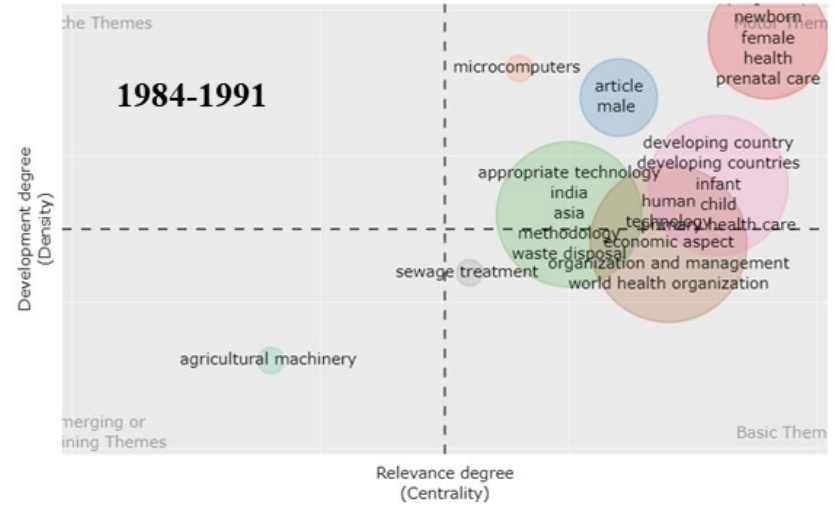 newborn
che Themes
Motor Them
female
health
prenatal care
microcomputers
1984-1991
article
male
developing country
developing countries
appropriate technology
infant
india
human child
asia
technology
primary health care
methodology
economic aspect
waste disposal
organization and management
sewage treatment
world health organization
agricultural machinery
merging or
ining Themes
Basic Them
Development degree
(Density)
Relevance degree
(Centrality)